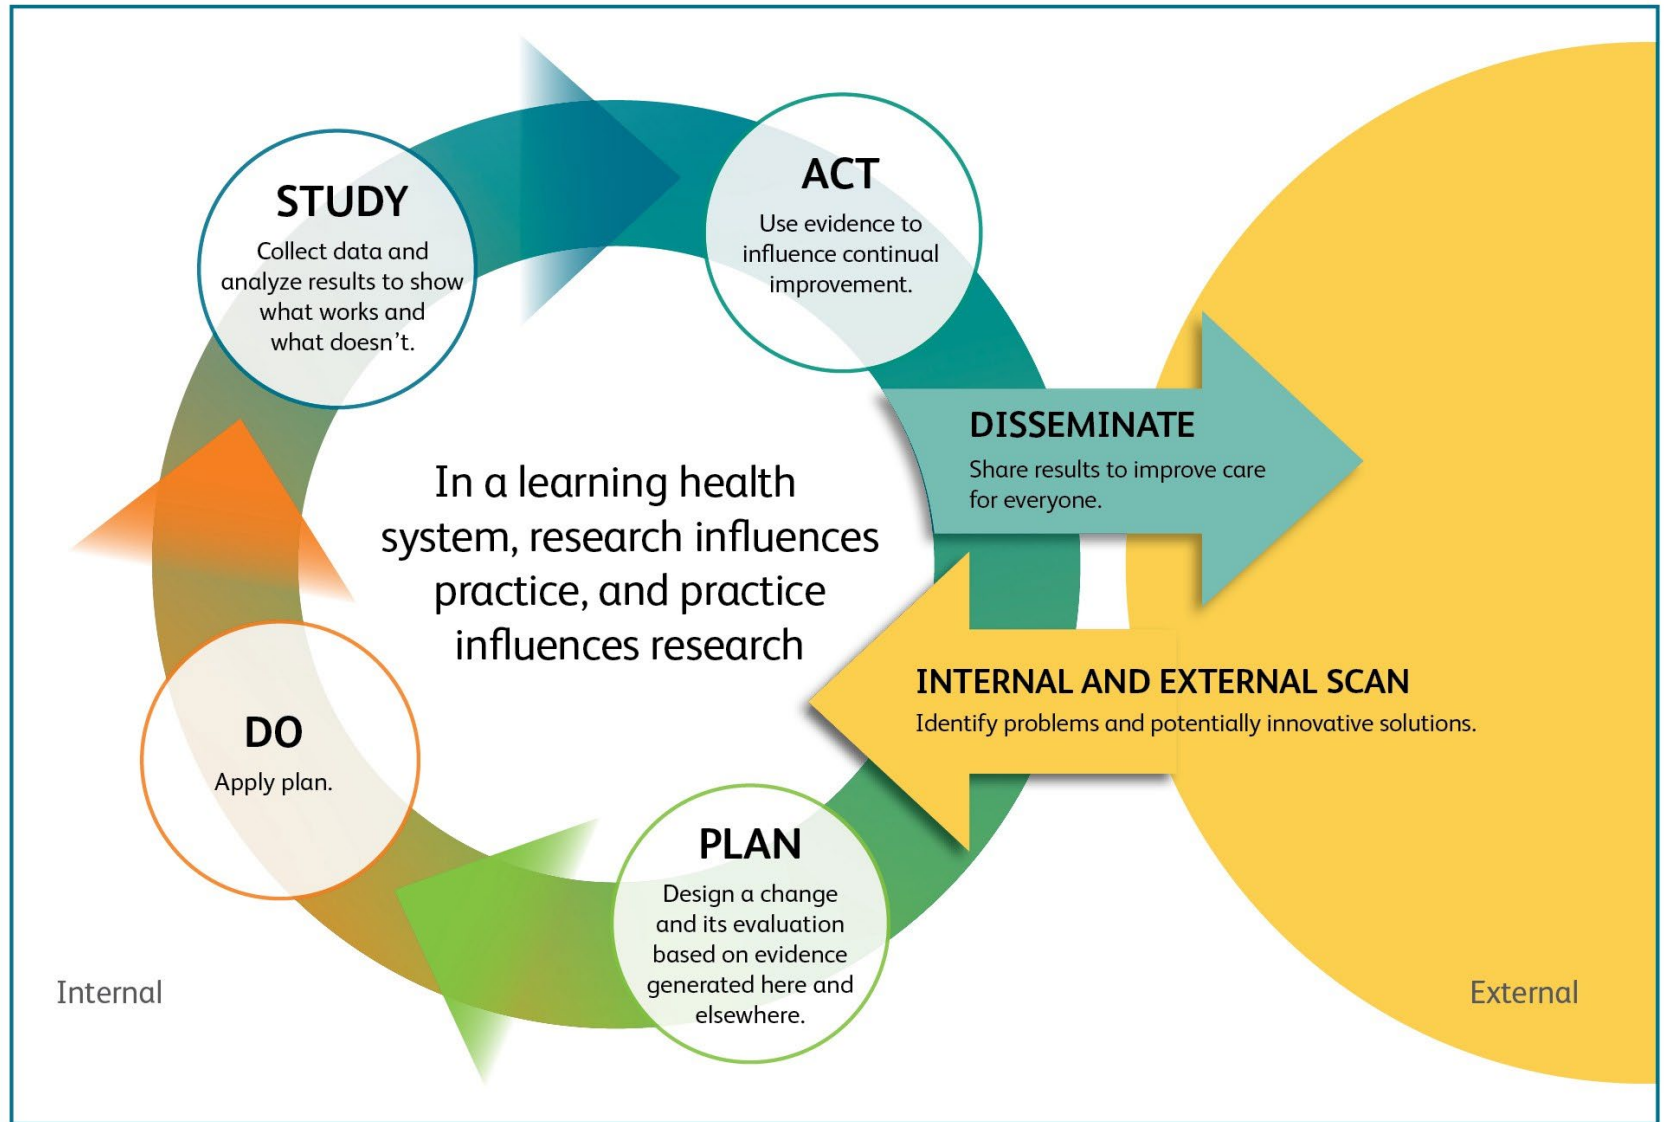 STUDY
Collect data and
analyze results to show
what works and
what doesn't.
ACT
Use evidence to
influence continual
improvement.
DISSEMINATE
Share results to improve care
for everyone.
In a learning health
system, research influences
practice, and practice
influences research
INTERNAL AND EXTERNAL SCAN
Identify problems and potentially innovative solutions.
DO
Apply plan.
PLAN
Design a change
and its evaluation
based on evidence
generated here and
elsewhere.
Internal
External